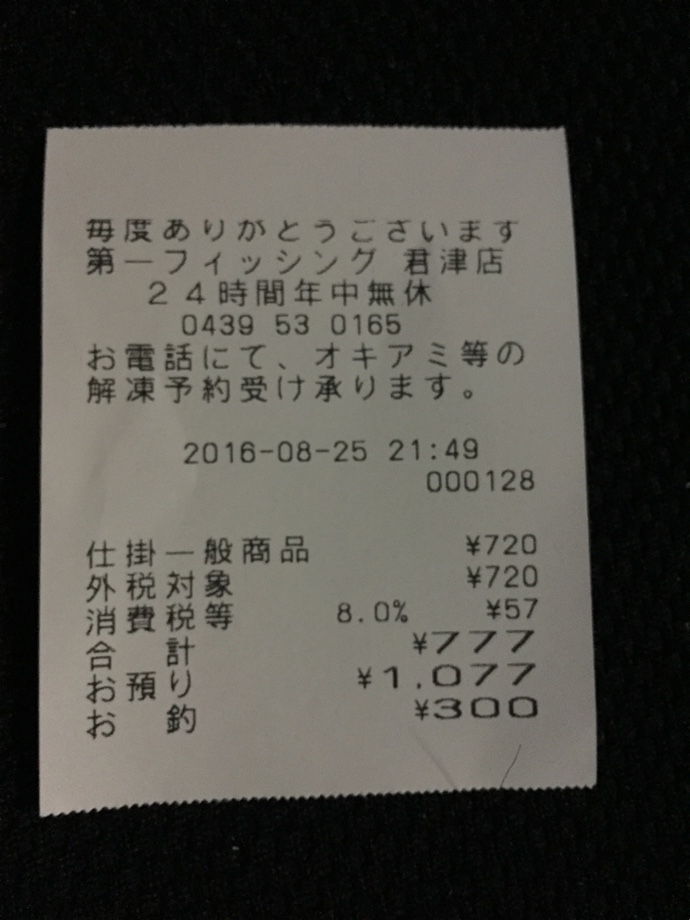 毎度ありがとうございます
第一フィッシング 君津店
24時間年中無休
0439 53 0165
お電話にて、オキアミ等の
解凍予約受け承ります。
2016-08-25 21:49
000128
仕掛一般商品 ¥720
外税対象 ¥720
消費税等 8.0% ¥57
合 計 ¥777
お預り ¥1,077
お 釣 ¥300